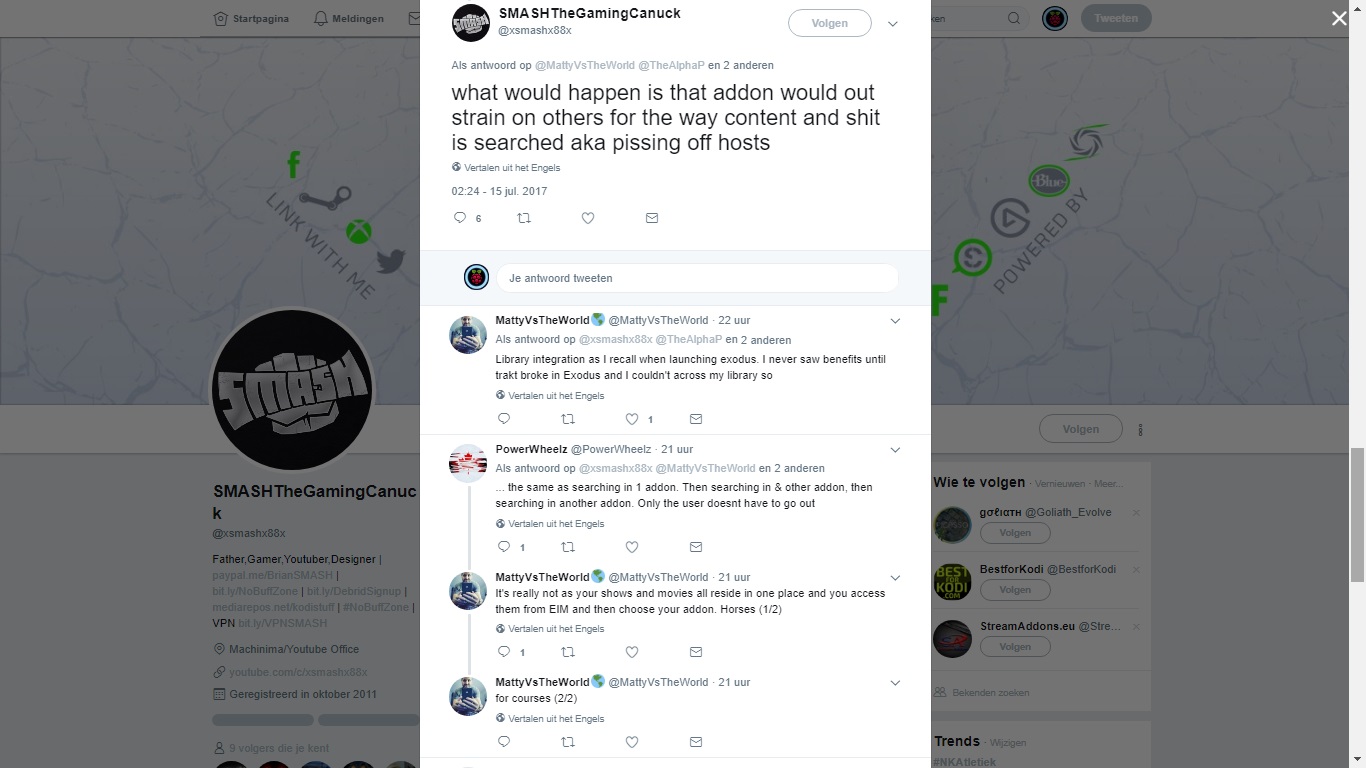 Startpagina
Meldingen
SMASHTheGamingCanuck
@xsmashx88x
Volgen
ken
Tweeten
Als antwoord op @MattyVsTheWorld @TheAlphaP en 2 anderen
what would happen is that addon would out
strain on others for the way content and shit
is searched aka pissing off hosts
Vertalen uit het Engels
02:24 - 15 jul. 2017
6
Je antwoord tweeten
MattyVsTheWorld @MattyVsTheWorld · 22 uur
Als antwoord op @xsmashx88x @TheAlphaP en 2 anderen
Library integration as I recall when launching exodus. I never saw benefits until
trakt broke in Exodus and I couldn't across my library so
Vertalen uit het Engels
1
PowerWheelz @PowerWheelz · 21 uur
Als antwoord op @xsmashx88x @MattyVsTheWorld en 2 anderen
... the same as searching in 1 addon. Then searching in & other addon, then
searching in another addon. Only the user doesnt have to go out
Vertalen uit het Engels
1
MattyVsTheWorld @MattyVsTheWorld · 21 uur
It's really not as your shows and movies all reside in one place and you access
them from EIM and then choose your addon. Horses (1/2)
Vertalen uit het Engels
1
MattyVsTheWorld @MattyVsTheWorld · 21 uur
for courses (2/2)
Vertalen uit het Engels
LINK WITH ME
SMASH
SMASHTheGamingCanuc
k
@xsmashx88x
Father,Gamer,Youtuber,Designer |
paypal.me/BrianSMASH |
bit.ly/NoBuffZone | bit.ly/DebridSignup |
mediarepos.net/kodistuff | #NoBuffZone |
VPN bit.ly/VPNSMASH
Machinima/Youtube Office
youtube.com/c/xsmashx88x
Geregistreerd in oktober 2011
9 volgers die je kent
Blue
POWERED BY
Volgen
Wie te volgen · Vernieuwen · Meer...
gσℓιαтн @Goliath_Evolve
Volgen
BEST
FOR
KODI
.COM
BestforKodi @BestforKodi
Volgen
StreamAddons.eu @Stre...
Volgen
Bekenden zoeken
Trends · Wijzigen
#NKAtletiek